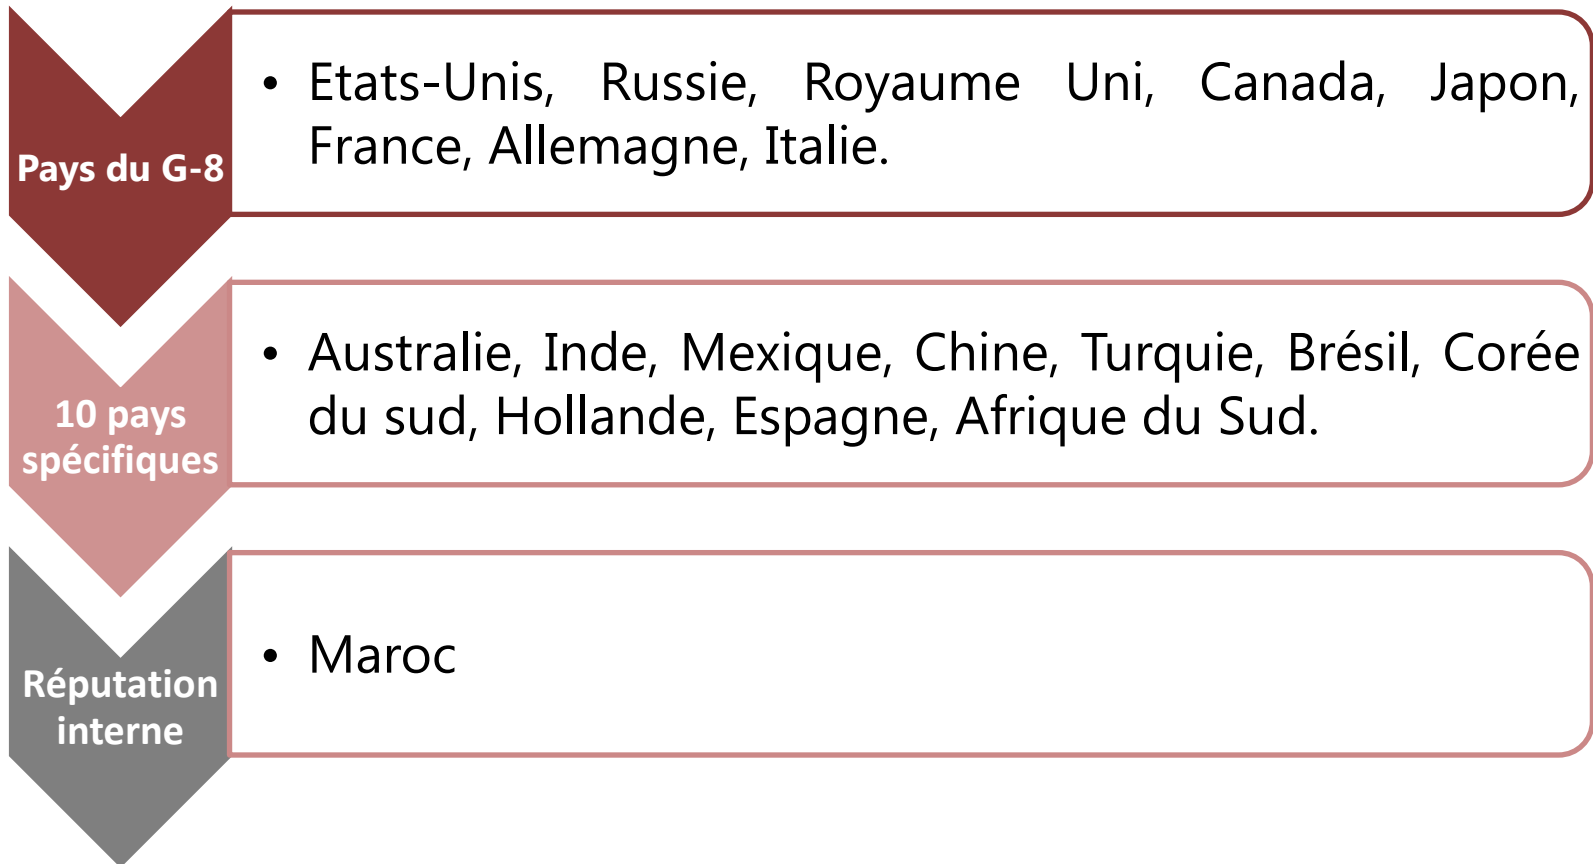 Pays du G-8
• Etats-Unis, Russie, Royaume Uni, Canada, Japon,
France, Allemagne, Italie.
10 pays
spécifiques
• Australie, Inde, Mexique, Chine, Turquie, Brésil, Corée
du sud, Hollande, Espagne, Afrique du Sud.
Réputation
interne
• Maroc